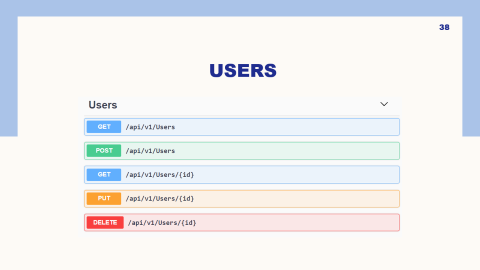 38
USERS
Users
GET /api/v1/Users
POST /api/v1/Users
GET /api/v1/Users/{id}
PUT /api/v1/Users/{id}
DELETE /api/v1/Users/{id}